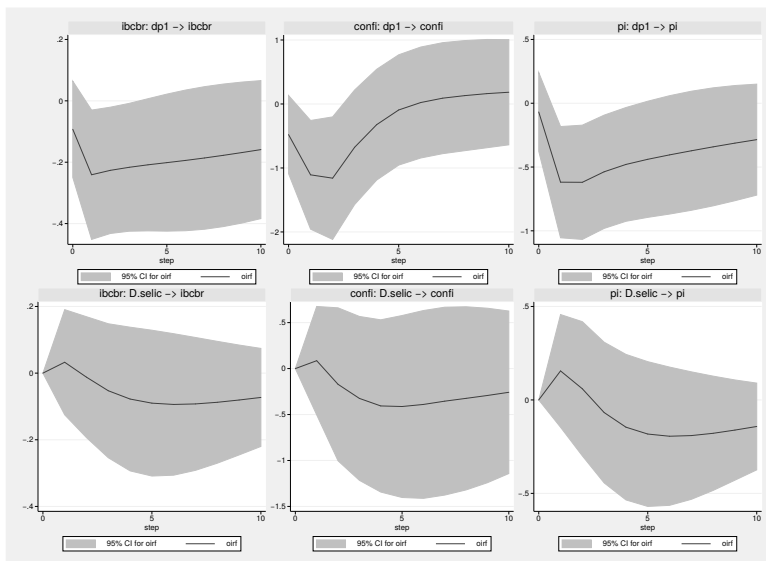 ibcbr: dp1 −> ibcbr
.2
0
−.2
−.4
0
5
10
step
95% CI for oirf
oirf
confi: dp1 −> confi
1
0
−1
−2
0
5
10
step
95% CI for oirf
oirf
pi: dp1 −> pi
.5
0
−.5
−1
0
5
10
step
95% CI for oirf
oirf
ibcbr: D.selic −> ibcbr
.2
0
−.2
−.4
0
5
10
step
95% CI for oirf
oirf
confi: D.selic −> confi
.5
0
−.5
−1
−1.5
0
5
10
step
95% CI for oirf
oirf
pi: D.selic −> pi
.5
0
−.5
0
5
10
step
95% CI for oirf
oirf